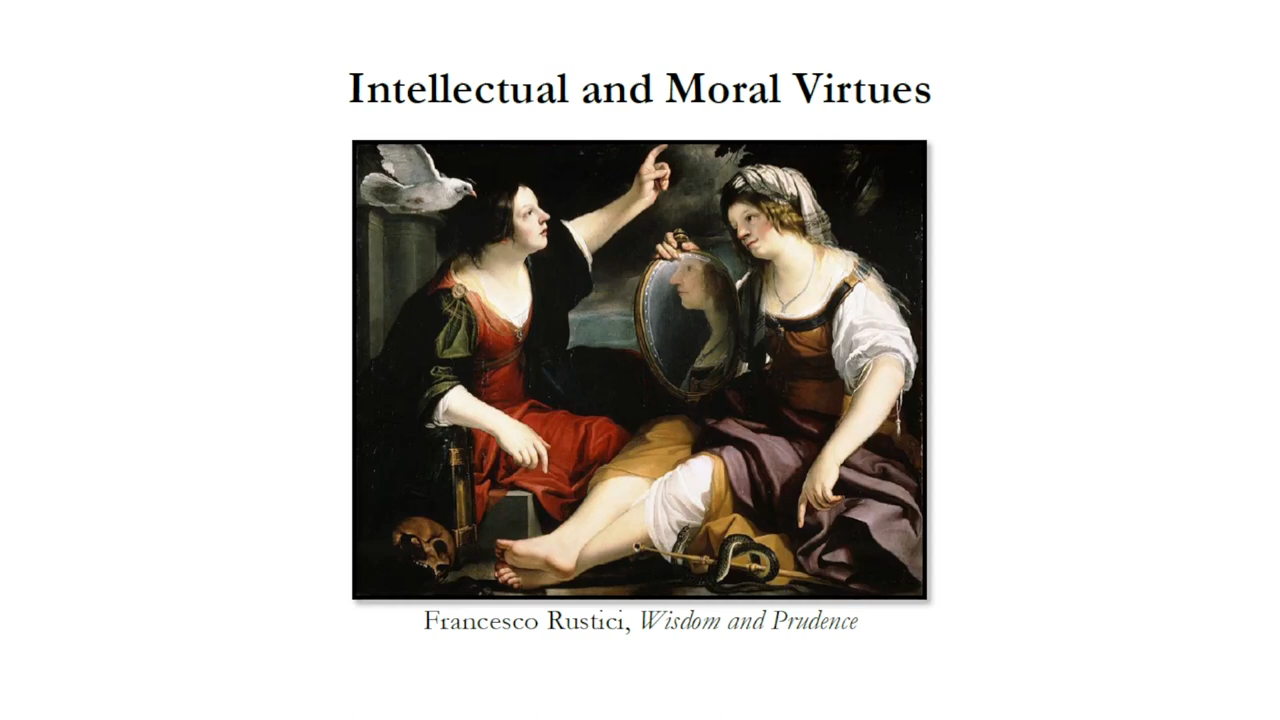 Intellectual and Moral Virtues
Francesco Rustici, Wisdom and Prudence